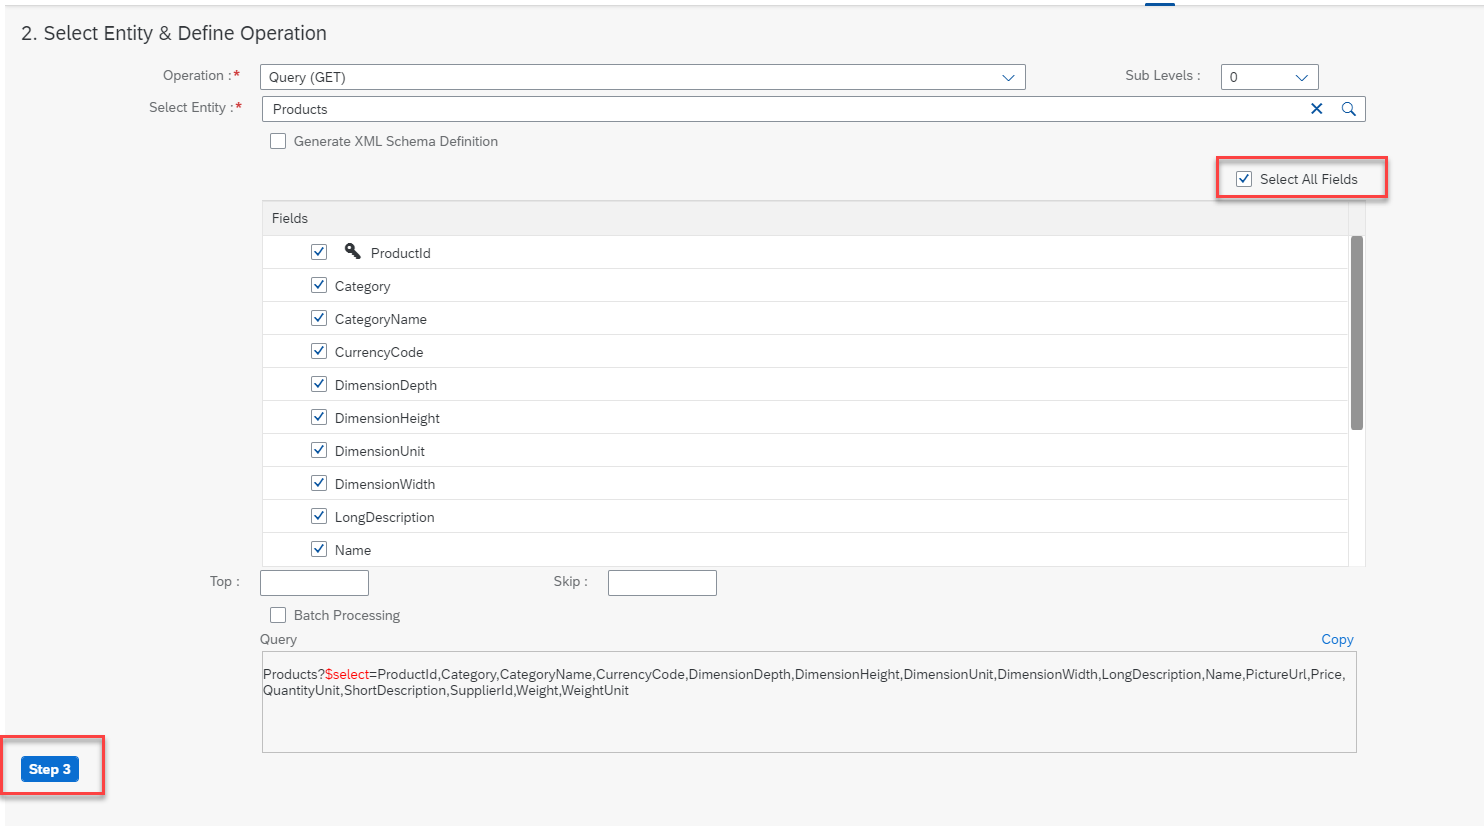 2. Select Entity & Define Operation
Operation :* Query (GET) Sub Levels : 0
Select Entity :* Products
Generate XML Schema Definition
Select All Fields
Fields
ProductId
Category
CategoryName
CurrencyCode
DimensionDepth
DimensionHeight
DimensionUnit
DimensionWidth
LongDescription
Name
Top : Skip :
Batch Processing
Query Copy
Products?$select=ProductId,Category,CategoryName,CurrencyCode,DimensionDepth,DimensionHeight,DimensionUnit,DimensionWidth,LongDescription,Name,PictureUrl,Price,
QuantityUnit,ShortDescription,SupplierId,Weight,WeightUnit
Step 3